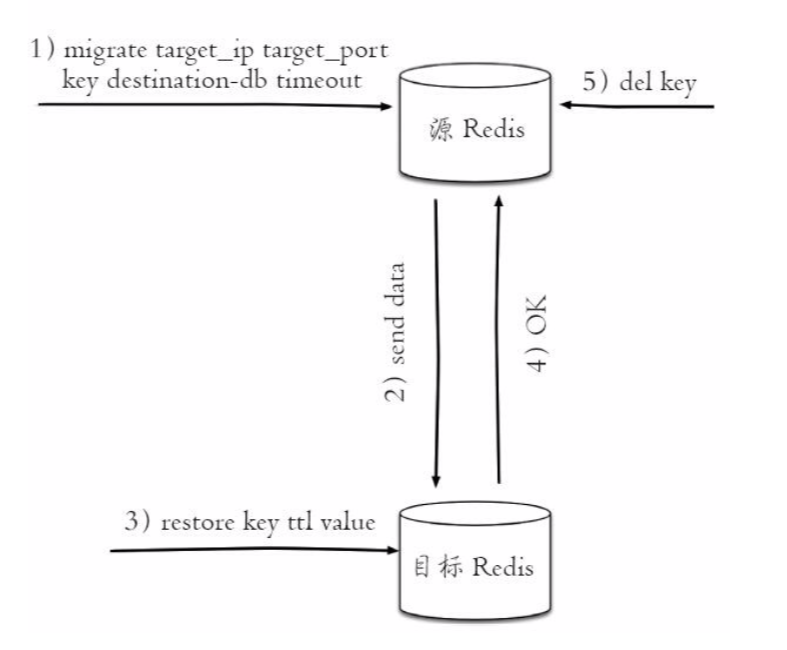 1) migrate target_ip target_port
key destination-db timeout
5) del key
源 Redis
2) send data
4) OK
3) restore key ttl value
目标 Redis